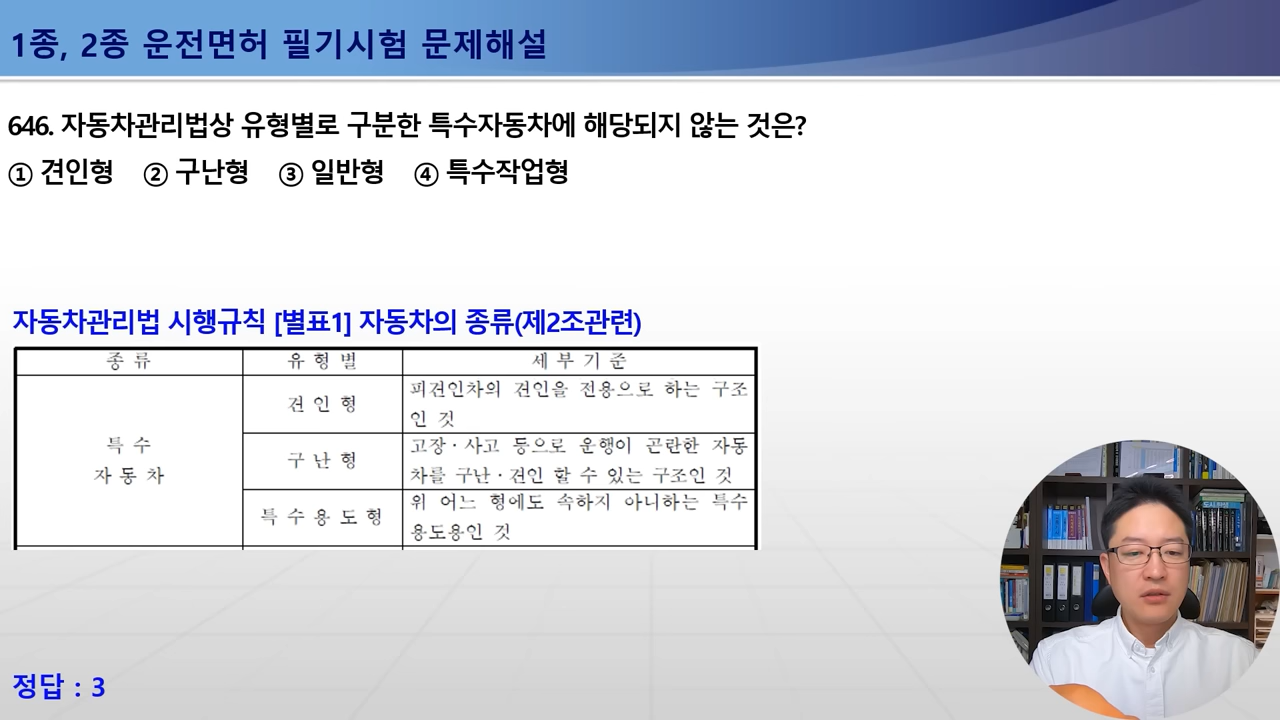 1종, 2종 운전면허 필기시험 문제해설
646. 자동차관리법상 유형별로 구분한 특수자동차에 해당되지 않는 것은?
① 견인형 ② 구난형 ③ 일반형 ④ 특수작업형
자동차관리법 시행규칙 [별표1] 자동차의 종류(제2조관련)
종 류 유 형 별 세 부 기 준
특 수
자 동 차
견 인 형
피견인차의 견인을 전용으로 하는 구조
인 것
구 난 형
고장·사고 등으로 운행이 곤란한 자동
차를 구난·견인 할 수 있는 구조인 것
특 수 용 도 형
위 어느 형에도 속하지 아니하는 특수
용도용인 것
정답 : 3